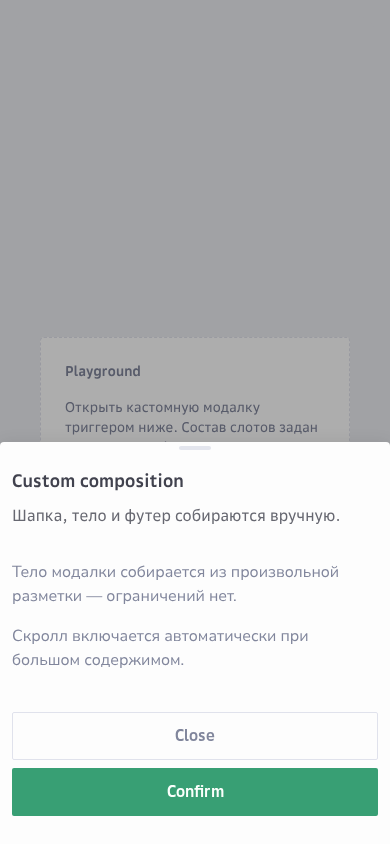 Playground
Открыть кастомную модалку
триггером ниже. Состав слотов задан
Custom composition
Шапка, тело и футер собираются вручную.
Тело модалки собирается из произвольной
разметки — ограничений нет.
Скролл включается автоматически при
большом содержимом.
Close
Confirm